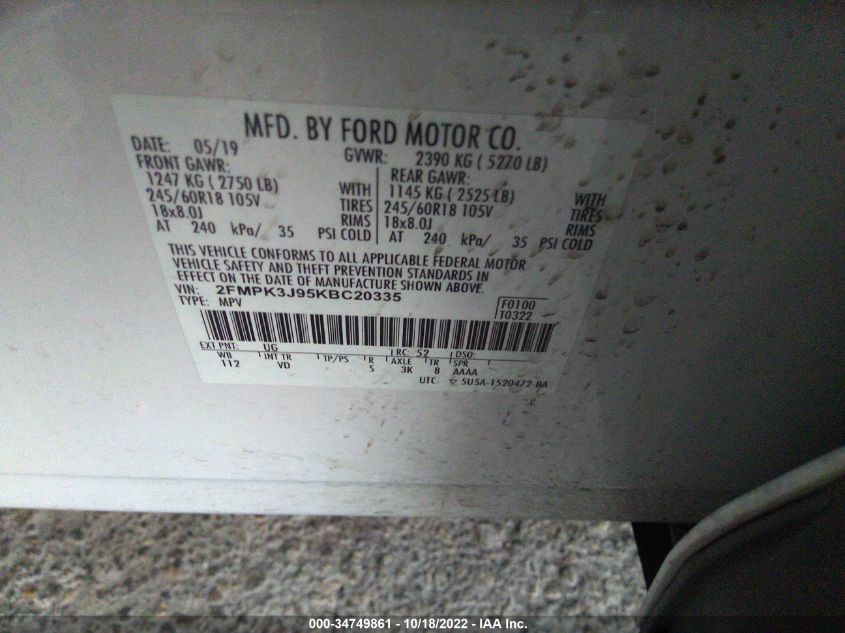 MFD. BY FORD MOTOR CO.
DATE: 05/19 GVWR: 2390 KG ( 5270 LB)
FRONT GAWR: REAR GAWR:
1247 KG ( 2750 LB) WITH 1145 KG ( 2525 LB) WITH
245/60R18 105V TIRES 245/60R18 105V TIRES
18x8.0J RIMS 18x8.0J RIMS
AT 240 kPa/ 35 PSI COLD AT 240 kPa/ 35 PSI COLD
THIS VEHICLE CONFORMS TO ALL APPLICABLE FEDERAL MOTOR
VEHICLE SAFETY AND THEFT PREVENTION STANDARDS IN
EFFECT ON THE DATE OF MANUFACTURE SHOWN ABOVE.
VIN: 2FMPK3J95KBC20335 F0100
TYPE: MPV T0322
EXT PNT: UG RC: 52 DSO:
WB INT TR TP/PS R AXLE TR SPR
112 VD S 3K 8 AAAA
UTC 5U5A-1520472-BA
000-34749861 - 10/18/2022 - IAA Inc.